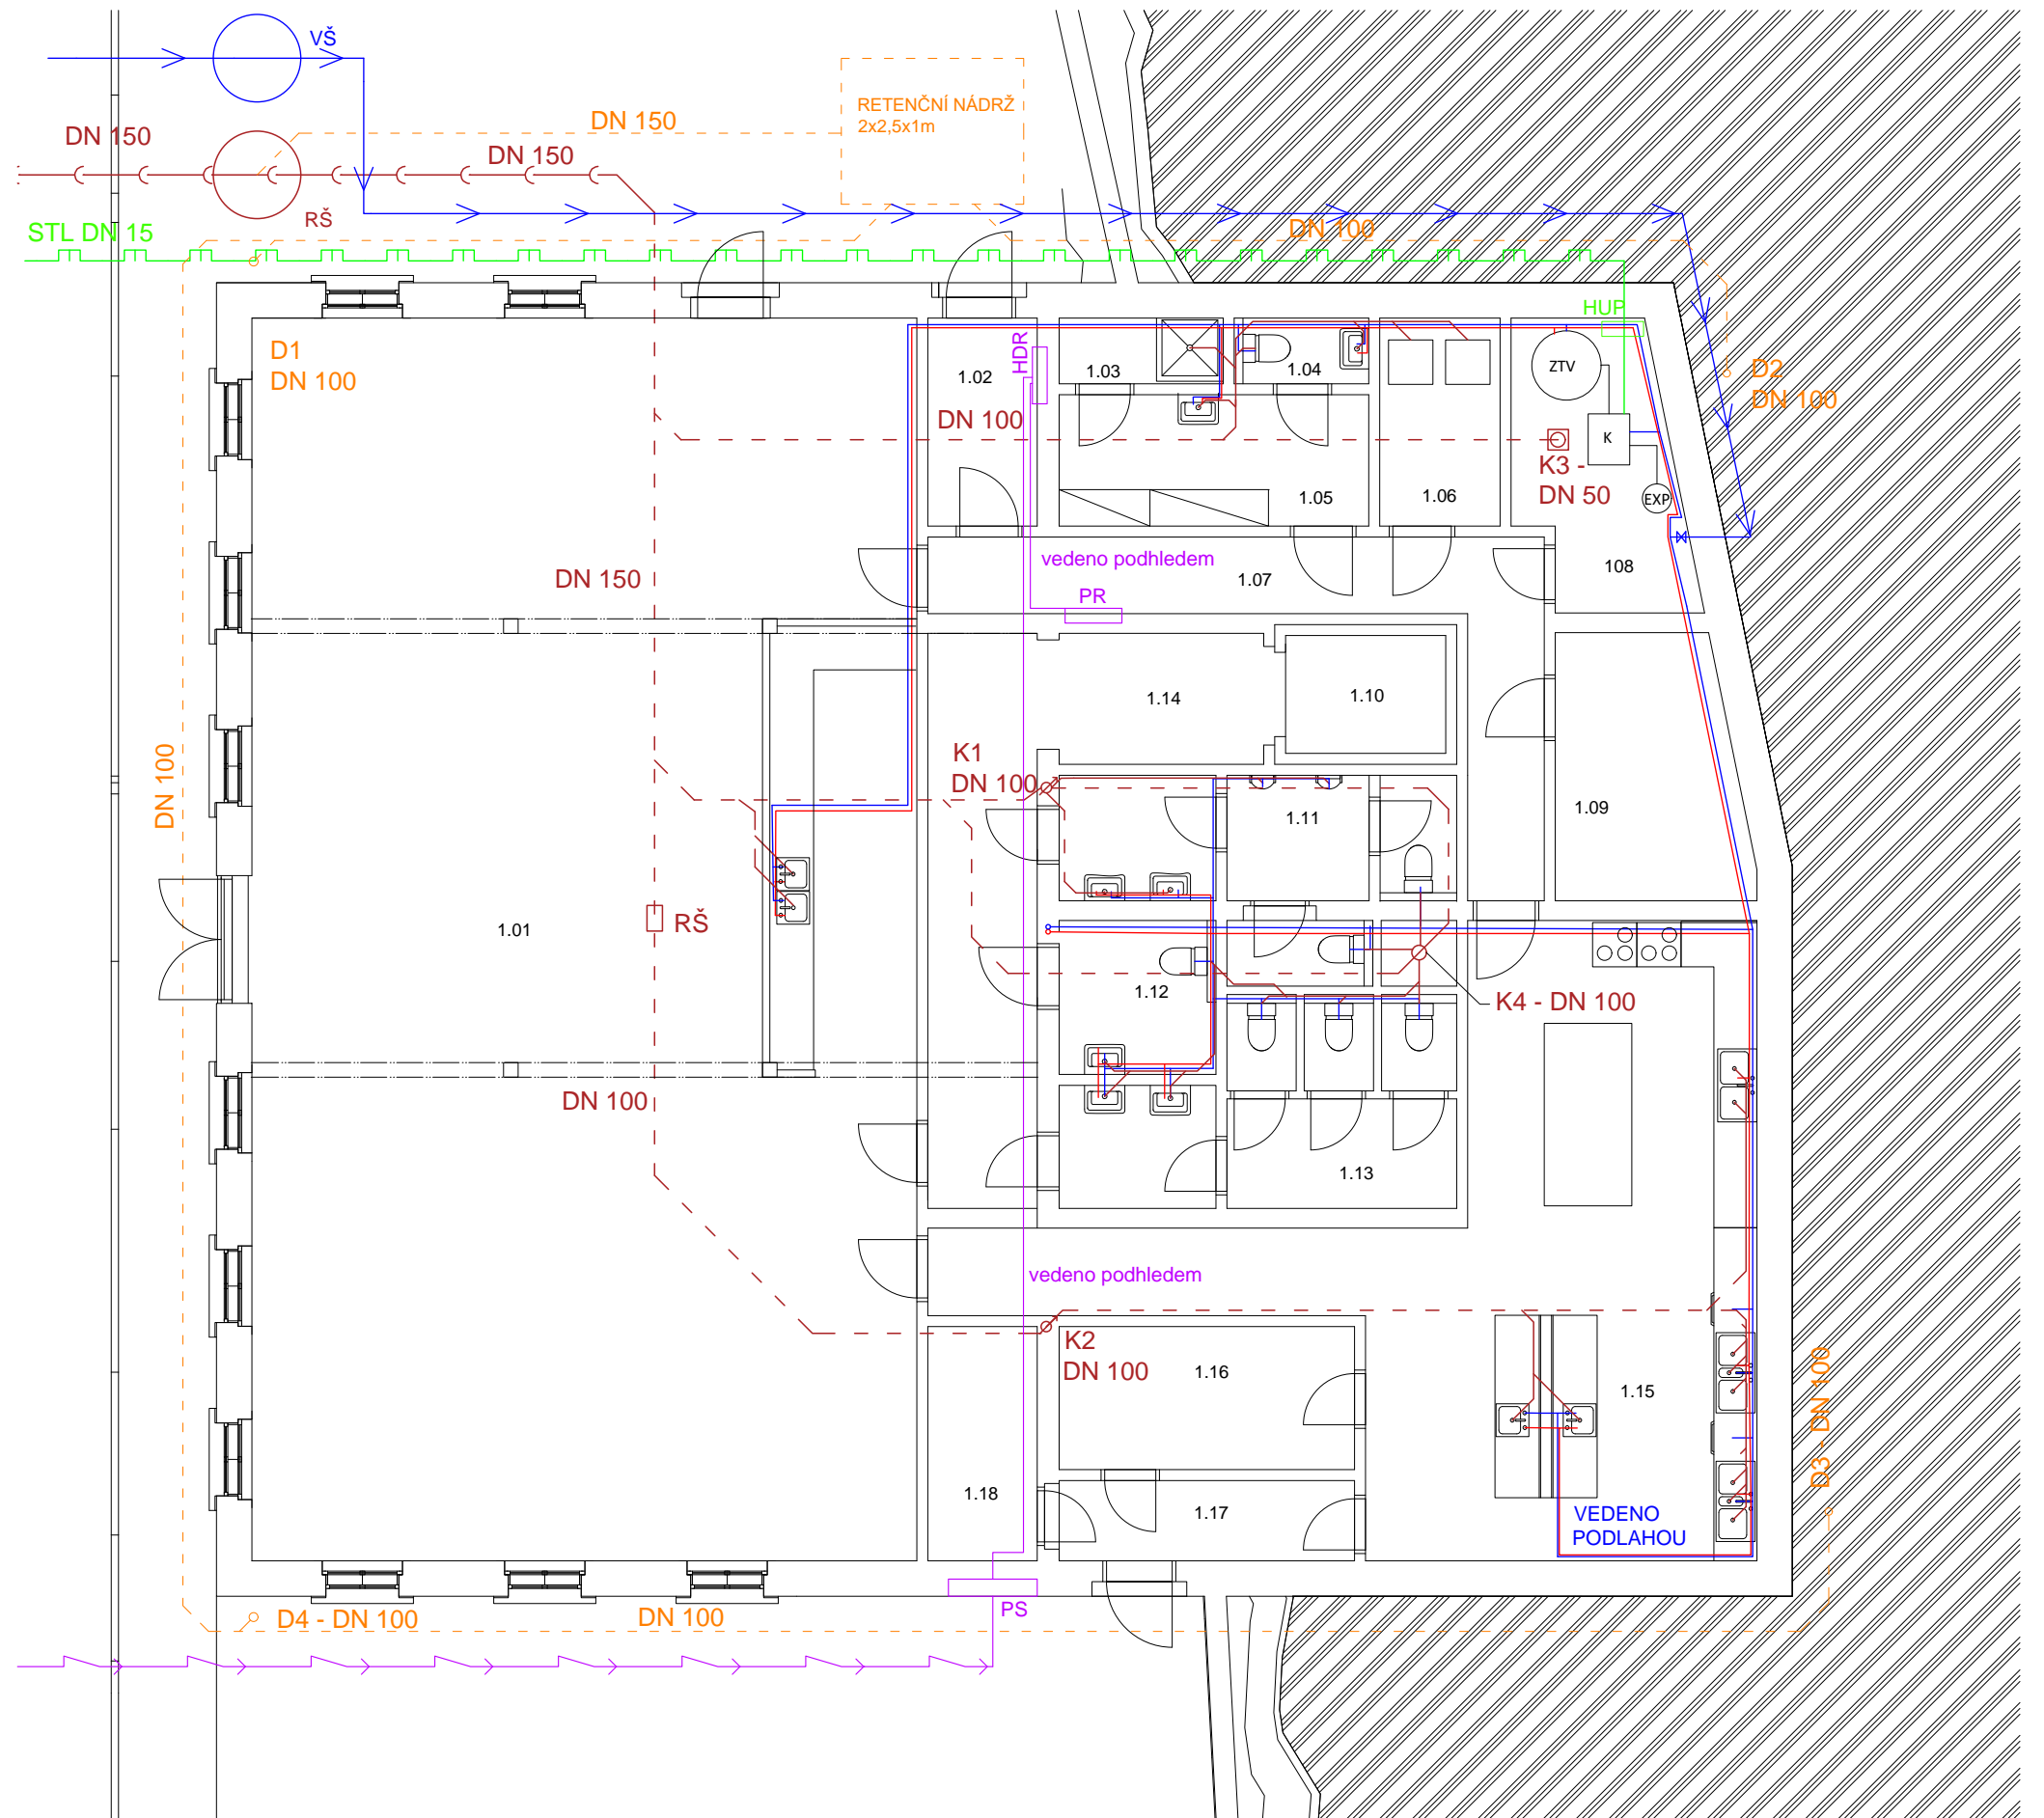 VŠ
RETENČNÍ NÁDRŽ
2x2,5x1m
DN 150
DN 150
DN 150
RŠ
STL DN 15
DN 100
HUP
D1
DN 100
HDR
1.02
1.03
1.04
ZTV
D2
DN 100
DN 100
K
K3 -
DN 50
EXP
1.05
1.06
vedeno podhledem
DN 150
1.07
108
PR
1.14
1.10
DN 100
K1
DN 100
1.11
1.09
1.01
RŠ
1.12
K4 - DN 100
DN 100
1.13
vedeno podhledem
K2
DN 100
1.16
1.15
D3 - DN 100
1.18
1.17
VEDENO
PODLAHOU
D4 - DN 100
DN 100
PS